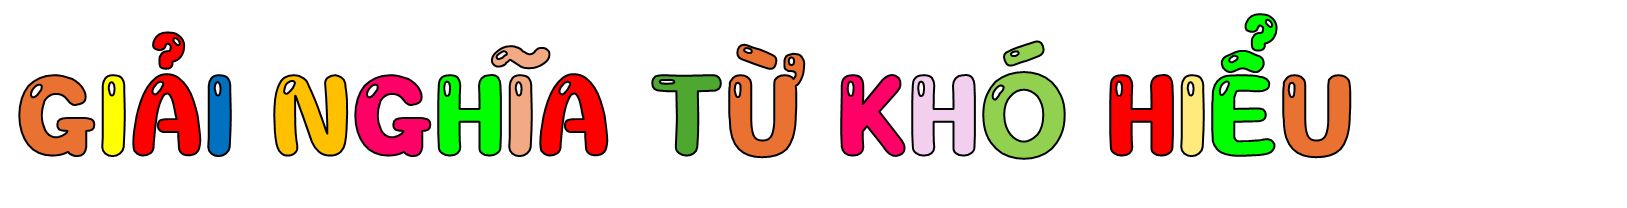 GIẢI NGHĨA TỪ KHÓ HIỂU